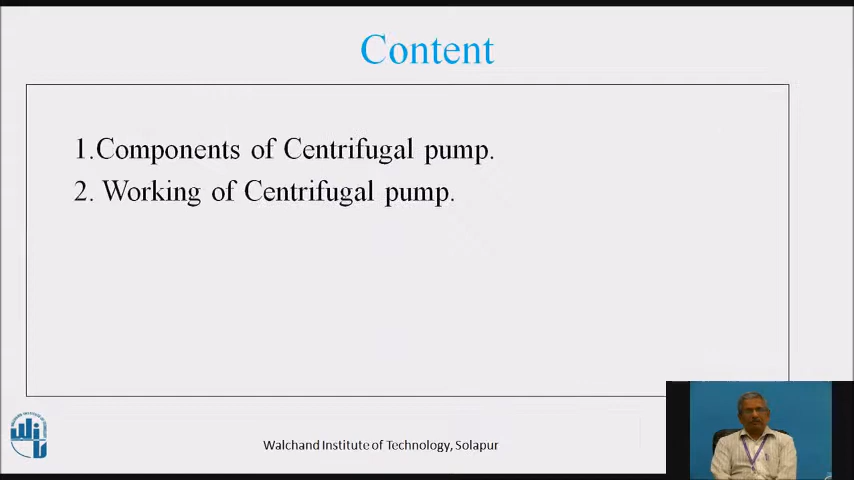 Content
1.Components of Centrifugal pump.
2. Working of Centrifugal pump.
Walchand Institute of Technology, Solapur